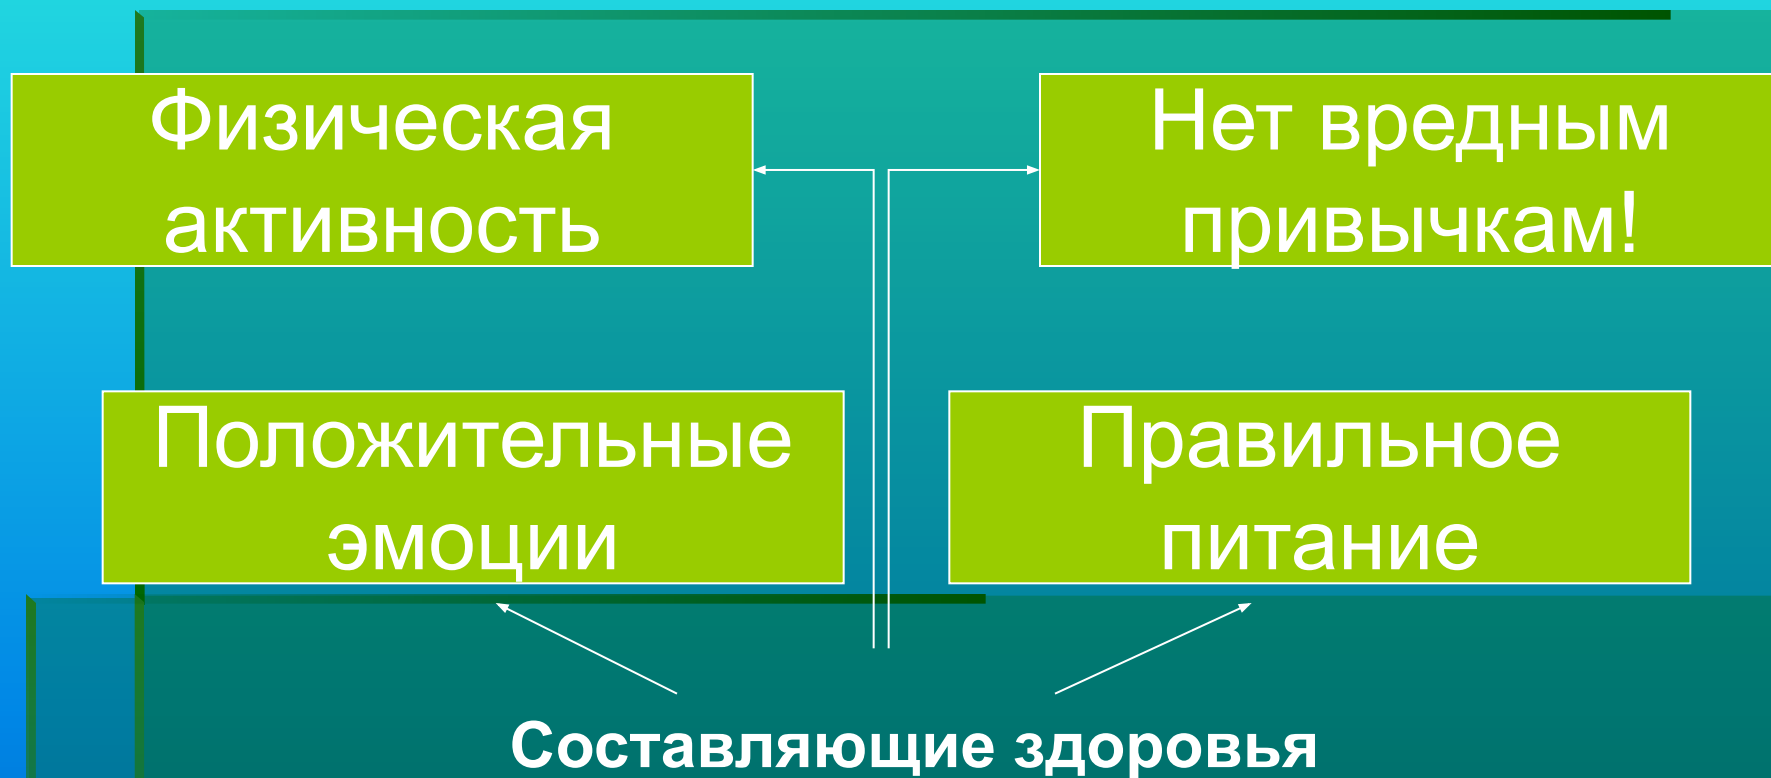 Физическая
активность
Нет вредным
привычкам!
Положительные
эмоции
Правильное
питание
Составляющие здоровья